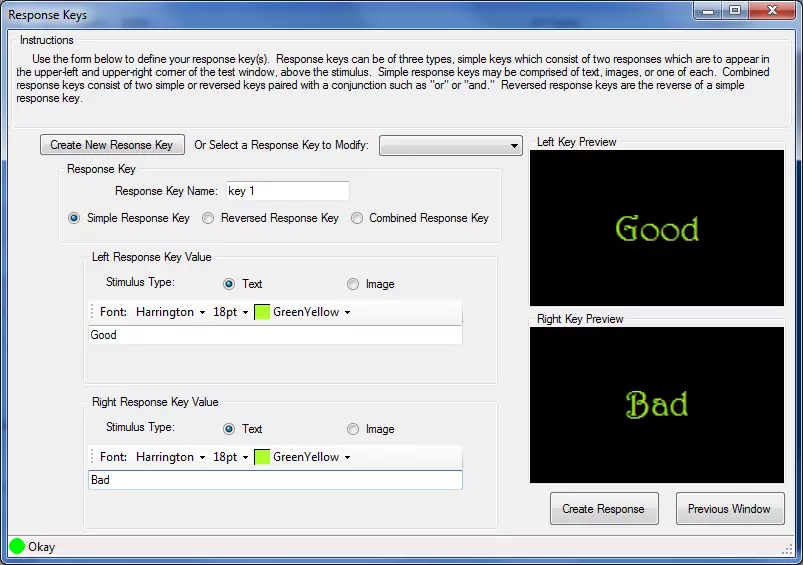 Response Keys
Instructions
Use the form below to define your response key(s). Response keys can be of three types, simple keys which consist of two responses which are to appear in
the upper-left and upper-right corner of the test window, above the stimulus. Simple response keys may be comprised of text, images, or one of each. Combined
response keys consist of two simple or reversed keys paired with a conjunction such as "or" or "and." Reversed response keys are the reverse of a simple
response key.
Create New Resonse Key
Or Select a Response Key to Modify:
Response Key
Response Key Name: key 1
Simple Response Key Reversed Response Key Combined Response Key
Left Response Key Value
Stimulus Type: Text Image
Font: Harrington 18pt GreenYellow
Good
Right Response Key Value
Stimulus Type: Text Image
Font: Harrington 18pt GreenYellow
Bad
Left Key Preview
Good
Right Key Preview
Bad
Create Response Previous Window
Okay